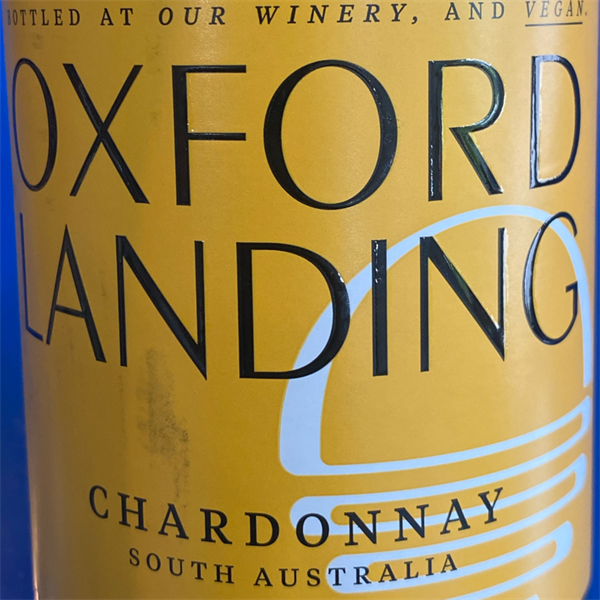 BOTTLED AT OUR WINERY, AND VEGAN.
OXFORD
LANDING
CHARDONNAY
SOUTH AUSTRALIA